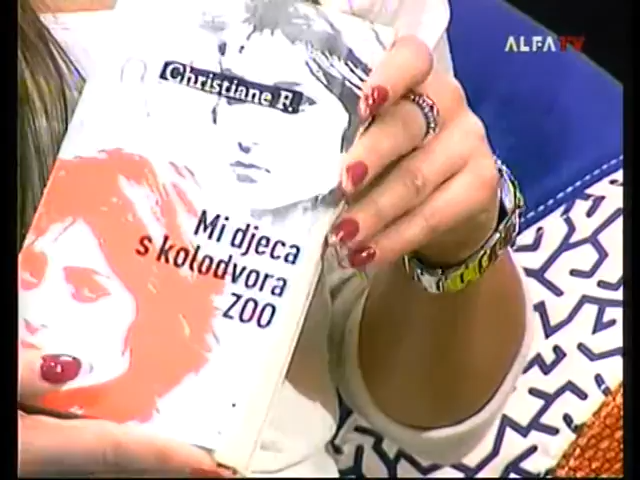 ALFA TV
Christiane F.
Mi djeca
s kolodvora
ZOO